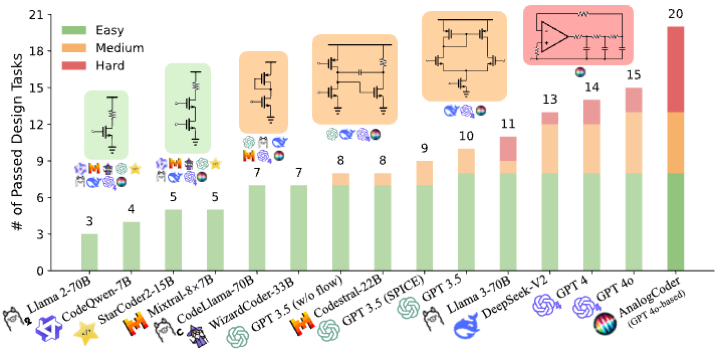 21
18
15
12
9
6
3
0
# of Passed Design Tasks
Easy
Medium
Hard
3
4
5
5
7
7
8
8
9
10
11
13
14
15
20
Llama 2-70B
CodeQwen-7B
StarCoder2-15B
Mixtral-8×7B
CodeLlama-70B
WizardCoder-33B
GPT 3.5 (w/o flow)
Codestral-22B
GPT 3.5 (SPICE)
GPT 3.5
Llama 3-70B
DeepSeek-V2
GPT 4
GPT 4o
AnalogCoder
(GPT 4o-based)